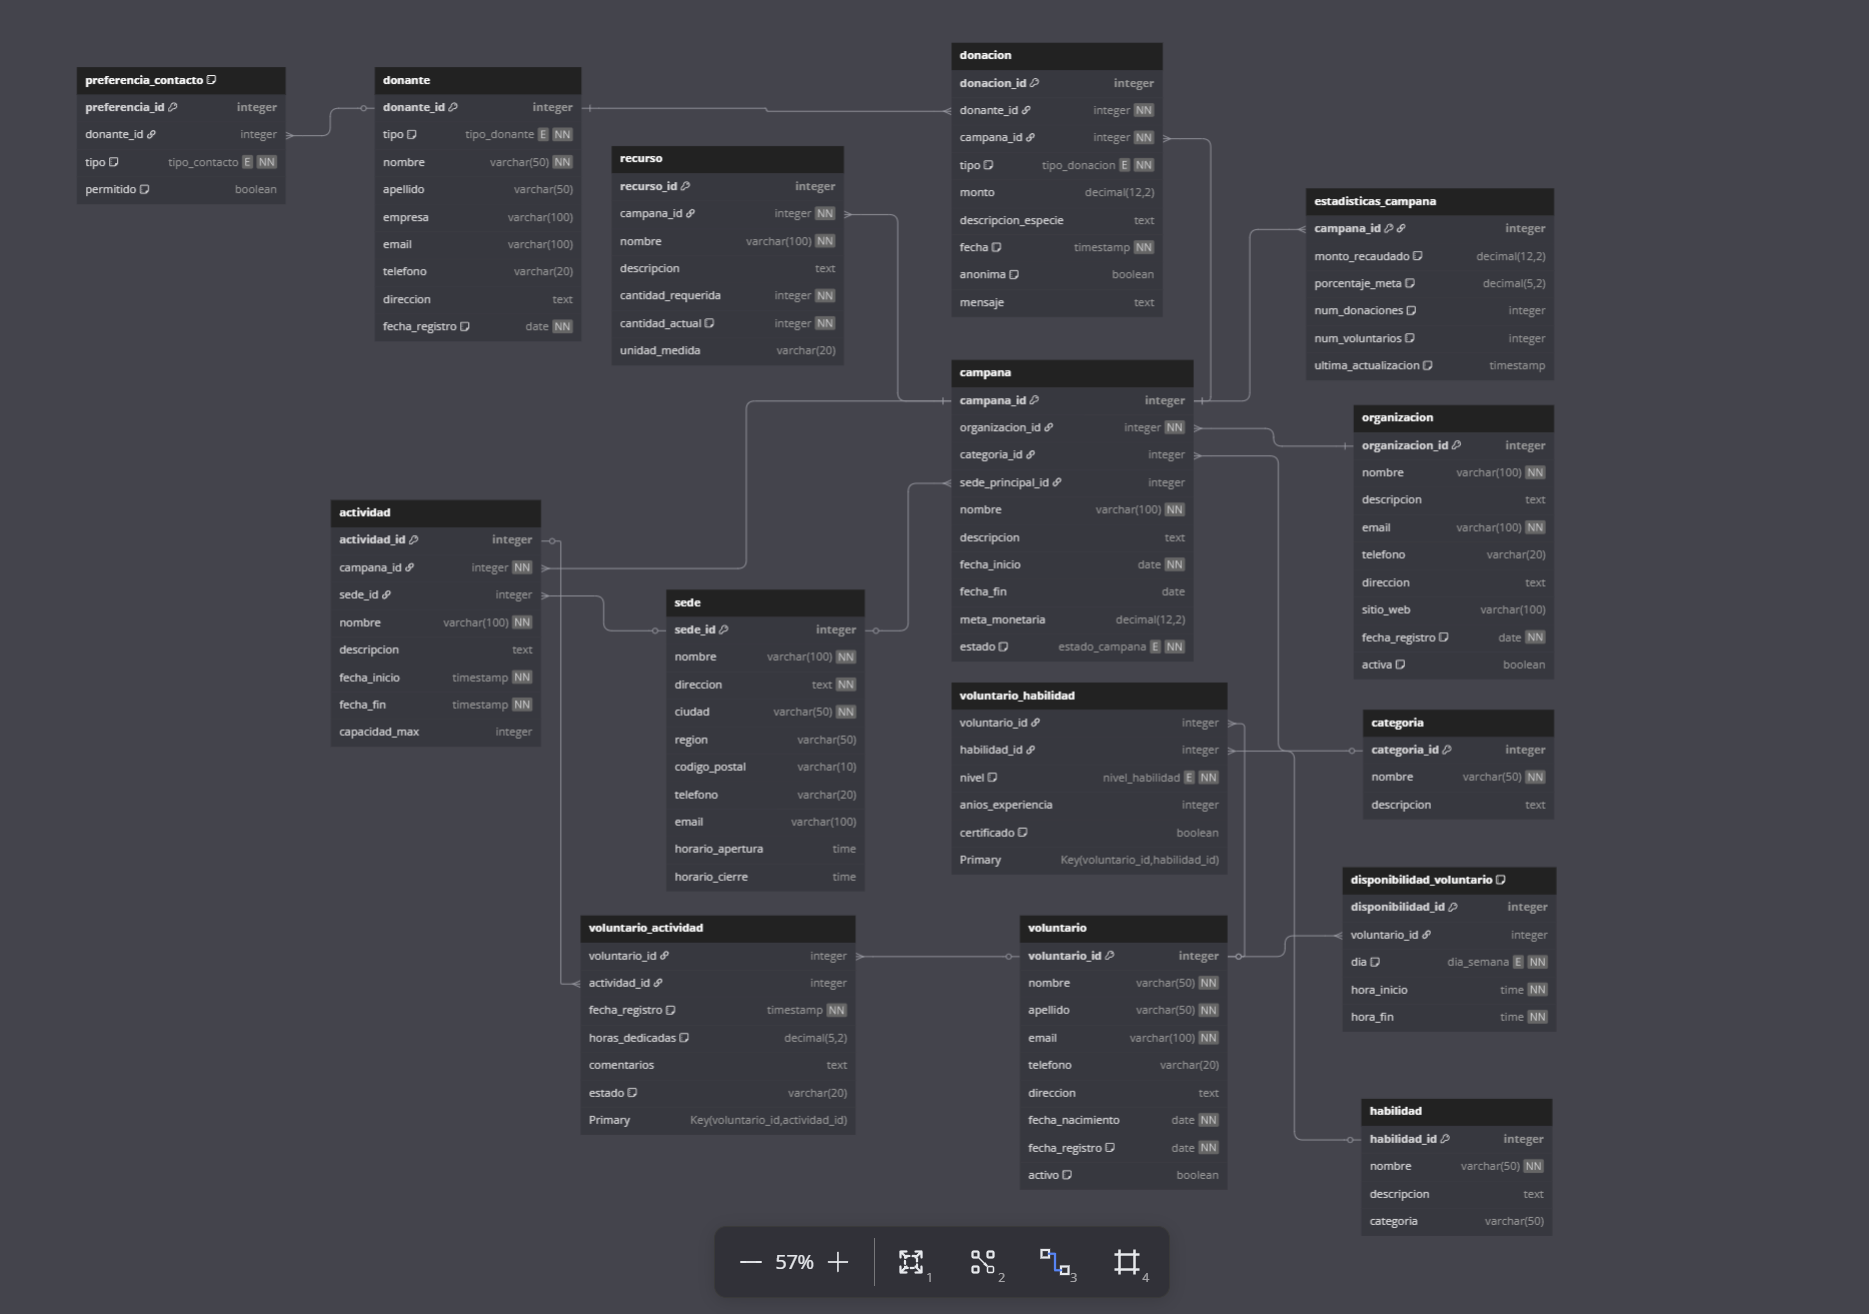 preferencia_contacto
preferencia_id integer
donante_id integer
tipo tipo_contacto E NN
permitido boolean
donante
donante_id integer
tipo tipo_donante E NN
nombre varchar(50) NN
apellido varchar(50)
empresa varchar(100)
email varchar(100)
telefono varchar(20)
direccion text
fecha_registro date NN
recurso
recurso_id integer
campana_id integer NN
nombre varchar(100) NN
descripcion text
cantidad_requerida integer NN
cantidad_actual integer NN
unidad_medida varchar(20)
donacion
donacion_id integer
donante_id integer NN
campana_id integer NN
tipo tipo_donacion E NN
monto decimal(12,2)
descripcion_especie text
fecha timestamp NN
anonima boolean
mensaje text
estadisticas_campana
campana_id integer
monto_recaudado decimal(12,2)
porcentaje_meta decimal(5,2)
num_donaciones integer
num_voluntarios integer
ultima_actualizacion timestamp
campana
campana_id integer
organizacion_id integer NN
categoria_id integer
sede_principal_id integer
nombre varchar(100) NN
descripcion text
fecha_inicio date NN
fecha_fin date
meta_monetaria decimal(12,2)
estado estado_campana E NN
organizacion
organizacion_id integer
nombre varchar(100) NN
descripcion text
email varchar(100) NN
telefono varchar(20)
direccion text
sitio_web varchar(100)
fecha_registro date NN
activa boolean
actividad
actividad_id integer
campana_id integer NN
sede_id integer
nombre varchar(100) NN
descripcion text
fecha_inicio timestamp NN
fecha_fin timestamp NN
capacidad_max integer
sede
sede_id integer
nombre varchar(100) NN
direccion text NN
ciudad varchar(50) NN
region varchar(50)
codigo_postal varchar(10)
telefono varchar(20)
email varchar(100)
horario_apertura time
horario_cierre time
voluntario_habilidad
voluntario_id integer
habilidad_id integer
nivel nivel_habilidad E NN
anios_experiencia integer
certificado boolean
Primary Key(voluntario_id,habilidad_id)
categoria
categoria_id integer
nombre varchar(50) NN
descripcion text
disponibilidad_voluntario
disponibilidad_id integer
voluntario_id integer
dia dia_semana E NN
hora_inicio time NN
hora_fin time NN
voluntario_actividad
voluntario_id integer
actividad_id integer
fecha_registro timestamp NN
horas_dedicadas decimal(5,2)
comentarios text
estado varchar(20)
Primary Key(voluntario_id,actividad_id)
voluntario
voluntario_id integer
nombre varchar(50) NN
apellido varchar(50) NN
email varchar(100) NN
telefono varchar(20)
direccion text
fecha_nacimiento date NN
fecha_registro date NN
activo boolean
habilidad
habilidad_id integer
nombre varchar(50) NN
descripcion text
categoria varchar(50)
57% 1 2 3 4